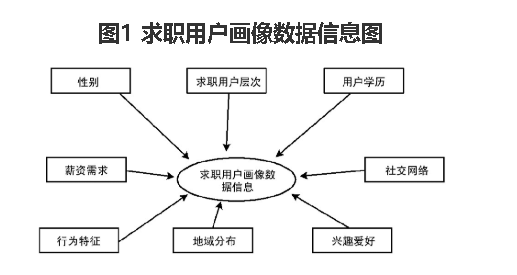 图1 求职用户画像数据信息图
性别
求职用户层次
用户学历
薪资需求
求职用户画像数
据信息
社交网络
行为特征
地域分布
兴趣爱好